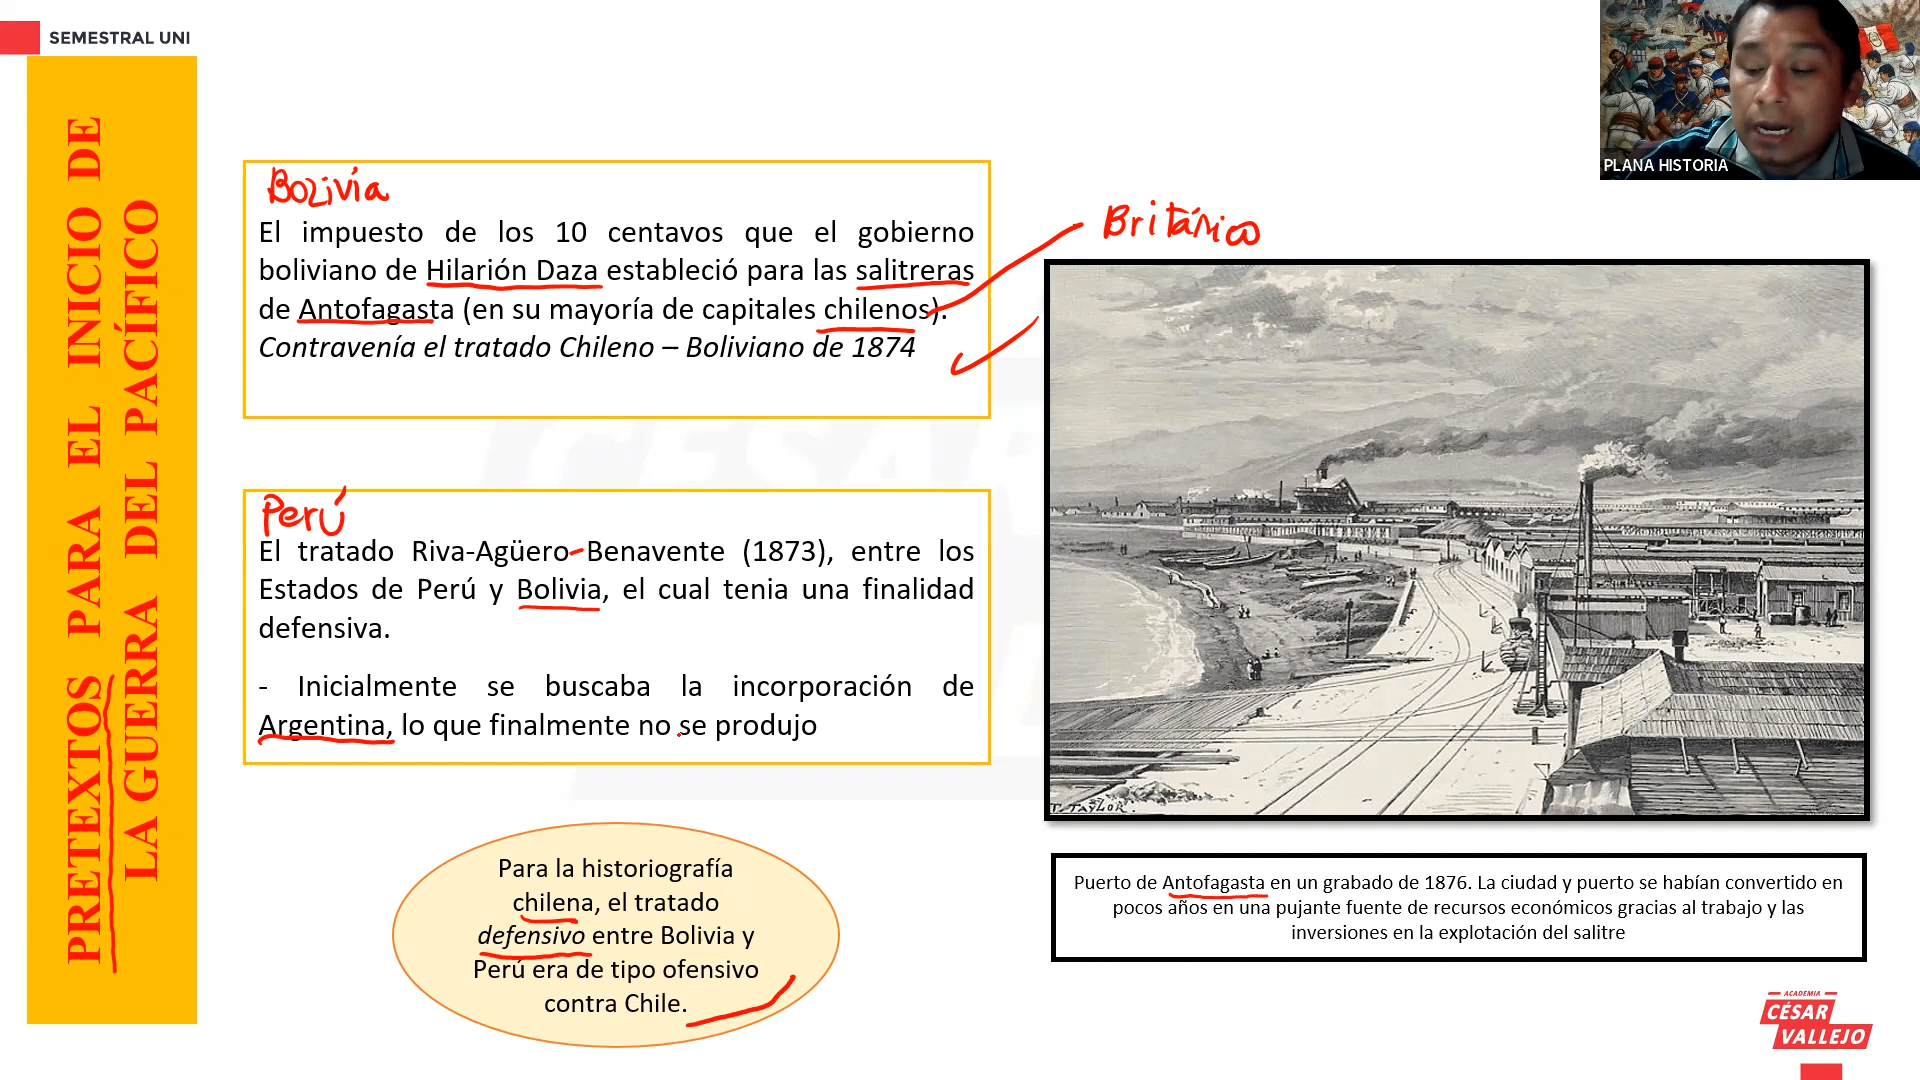 SEMESTRAL UNI
PRETEXTOS PARA EL INICIO DE
LA GUERRA DEL PACÍFICO
Bolivia
El impuesto de los 10 centavos que el gobierno
boliviano de Hilarión Daza estableció para las salitreras
de Antofagasta (en su mayoría de capitales chilenos).
Contravenía el tratado Chileno – Boliviano de 1874
Británico
Perú
El tratado Riva-Agüero-Benavente (1873), entre los
Estados de Perú y Bolivia, el cual tenia una finalidad
defensiva.
- Inicialmente se buscaba la incorporación de
Argentina, lo que finalmente no se produjo
Para la historiografía
chilena, el tratado
defensivo entre Bolivia y
Perú era de tipo ofensivo
contra Chile.
PLANA HISTORIA
T. TAYLOR.
Puerto de Antofagasta en un grabado de 1876. La ciudad y puerto se habían convertido en
pocos años en una pujante fuente de recursos económicos gracias al trabajo y las
inversiones en la explotación del salitre
ACADEMIA
CÉSAR
VALLEJO